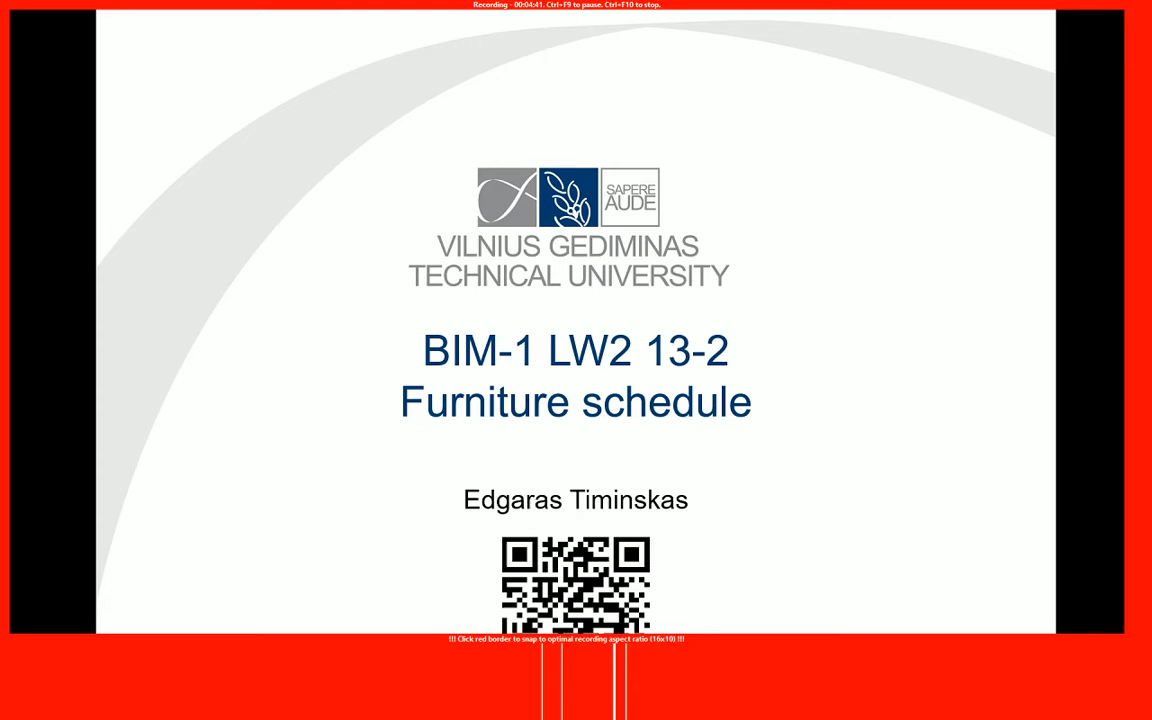 Recording - 00:04:41. Ctrl+F9 to pause. Ctrl+F10 to stop.
SAPERE
AUDE
VILNIUS GEDIMINAS
TECHNICAL UNIVERSITY
BIM-1 LW2 13-2
Furniture schedule
Edgaras Timinskas
!!! Click red border to snap to optimal recording aspect ratio (16x10) !!!